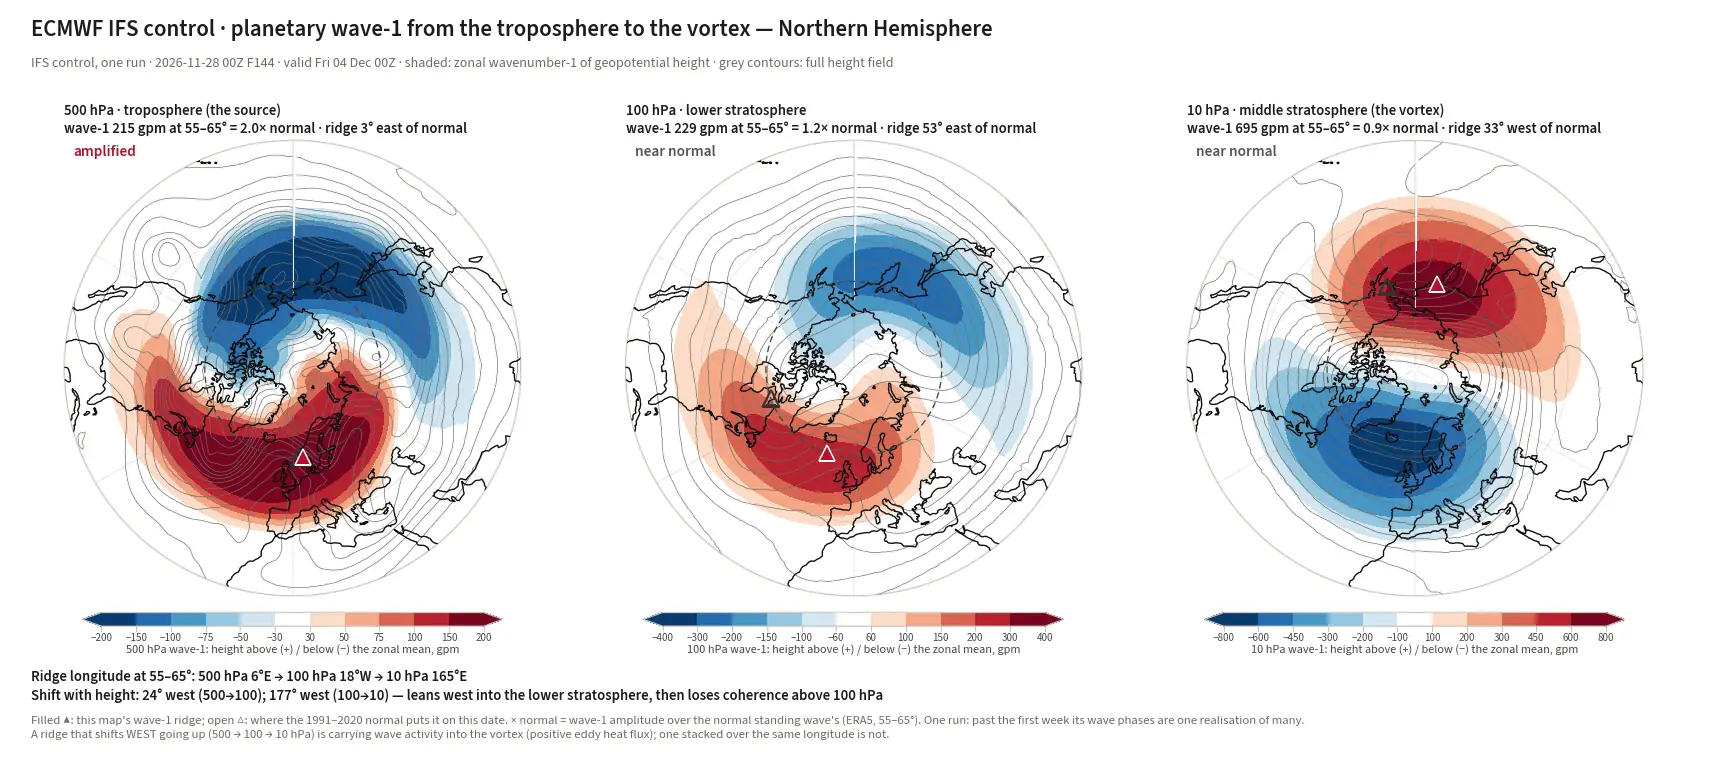 ECMWF IFS control · planetary wave-1 from the troposphere to the vortex — Northern Hemisphere
IFS control, one run · 2026-11-28 00Z F144 · valid Fri 04 Dec 00Z · shaded: zonal wavenumber-1 of geopotential height · grey contours: full height field
500 hPa · troposphere (the source)
wave-1 215 gpm at 55–65° = 2.0× normal · ridge 3° east of normal
amplified
100 hPa · lower stratosphere
wave-1 229 gpm at 55–65° = 1.2× normal · ridge 53° east of normal
near normal
10 hPa · middle stratosphere (the vortex)
wave-1 695 gpm at 55–65° = 0.9× normal · ridge 33° west of normal
near normal
−200 −150 −100 −75 −50 −30 30 50 75 100 150 200
500 hPa wave-1: height above (+) / below (−) the zonal mean, gpm
−400 −300 −200 −150 −100 −60 60 100 150 200 300 400
100 hPa wave-1: height above (+) / below (−) the zonal mean, gpm
−800 −600 −450 −300 −200 −100 100 200 300 450 600 800
10 hPa wave-1: height above (+) / below (−) the zonal mean, gpm
Ridge longitude at 55–65°: 500 hPa 6°E → 100 hPa 18°W → 10 hPa 165°E
Shift with height: 24° west (500→100); 177° west (100→10) — leans west into the lower stratosphere, then loses coherence above 100 hPa
Filled ▲: this map's wave-1 ridge; open △: where the 1991–2020 normal puts it on this date. × normal = wave-1 amplitude over the normal standing wave's (ERA5, 55–65°). One run: past the first week its wave phases are one realisation of many.
A ridge that shifts WEST going up (500 → 100 → 10 hPa) is carrying wave activity into the vortex (positive eddy heat flux); one stacked over the same longitude is not.